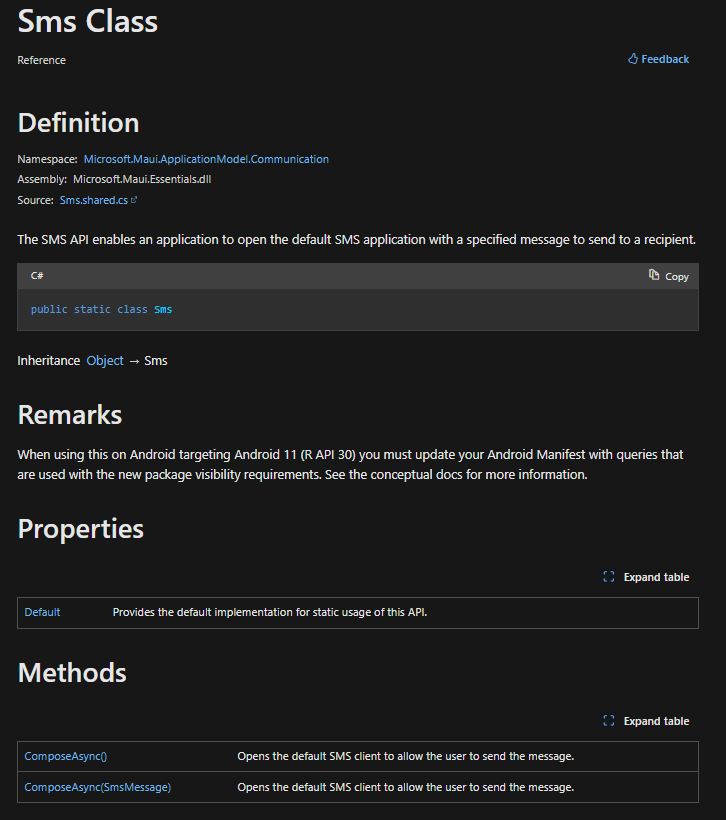 Sms Class
Reference
Feedback
Definition
Namespace: Microsoft.Maui.ApplicationModel.Communication
Assembly: Microsoft.Maui.Essentials.dll
Source: Sms.shared.cs
The SMS API enables an application to open the default SMS application with a specified message to send to a recipient.
C#
Copy
public static class Sms
Inheritance Object → Sms
Remarks
When using this on Android targeting Android 11 (R API 30) you must update your Android Manifest with queries that
are used with the new package visibility requirements. See the conceptual docs for more information.
Properties
Expand table
Default Provides the default implementation for static usage of this API.
Methods
Expand table
ComposeAsync() Opens the default SMS client to allow the user to send the message.
ComposeAsync(SmsMessage) Opens the default SMS client to allow the user to send the message.